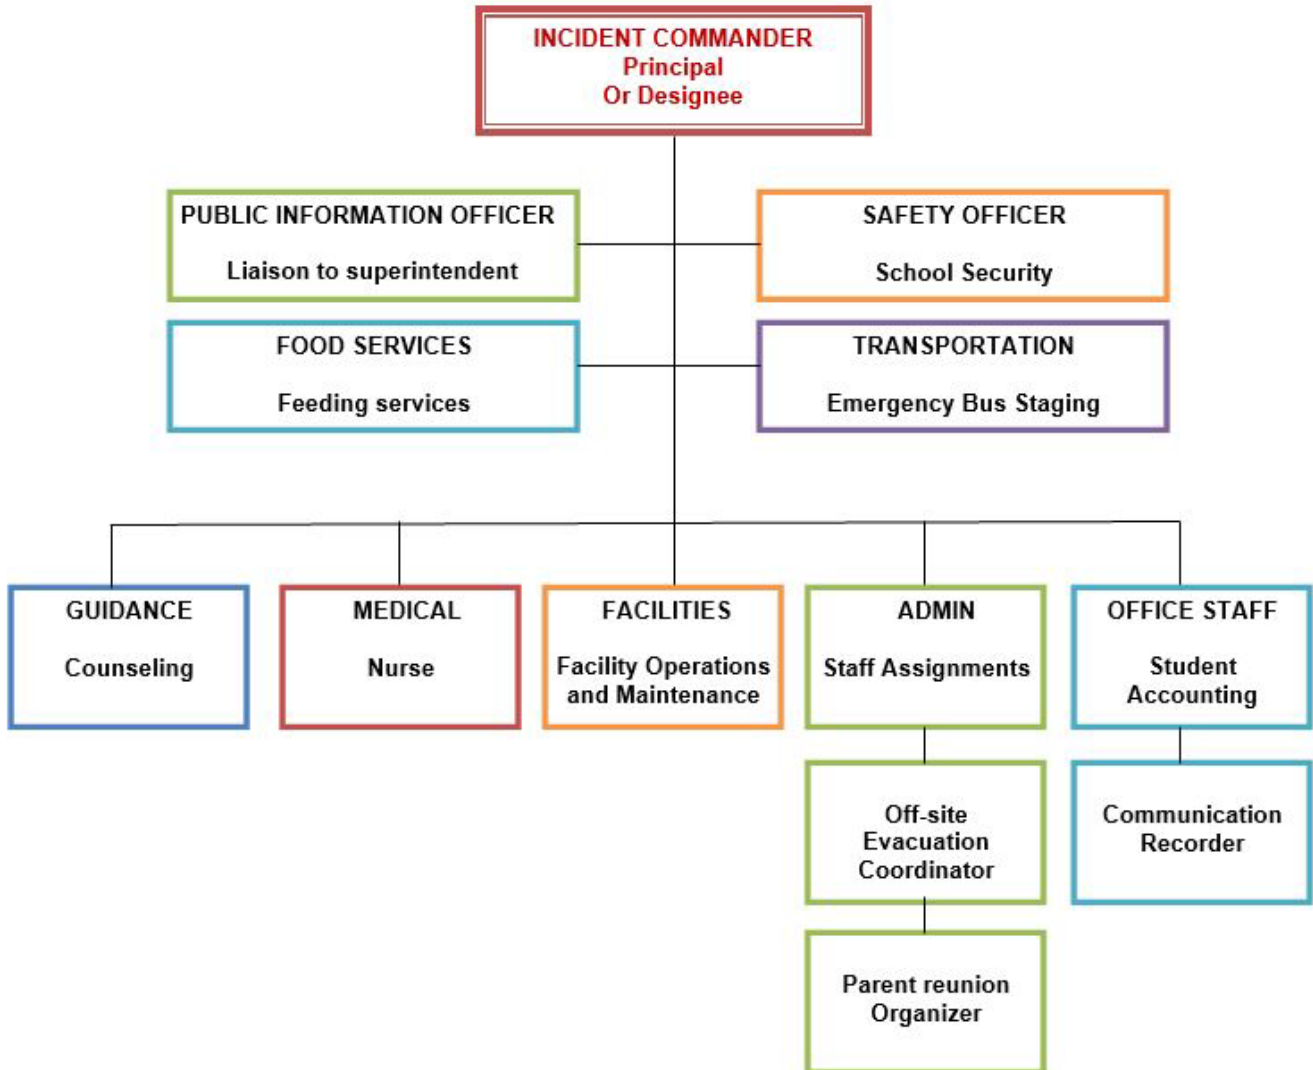 INCIDENT COMMANDER
Principal
Or Designee
PUBLIC INFORMATION OFFICER
Liaison to superintendent
SAFETY OFFICER
School Security
FOOD SERVICES
Feeding services
TRANSPORTATION
Emergency Bus Staging
GUIDANCE
Counseling
MEDICAL
Nurse
FACILITIES
Facility Operations
and Maintenance
ADMIN
Staff Assignments
OFFICE STAFF
Student
Accounting
Off-site
Evacuation
Coordinator
Communication
Recorder
Parent reunion
Organizer